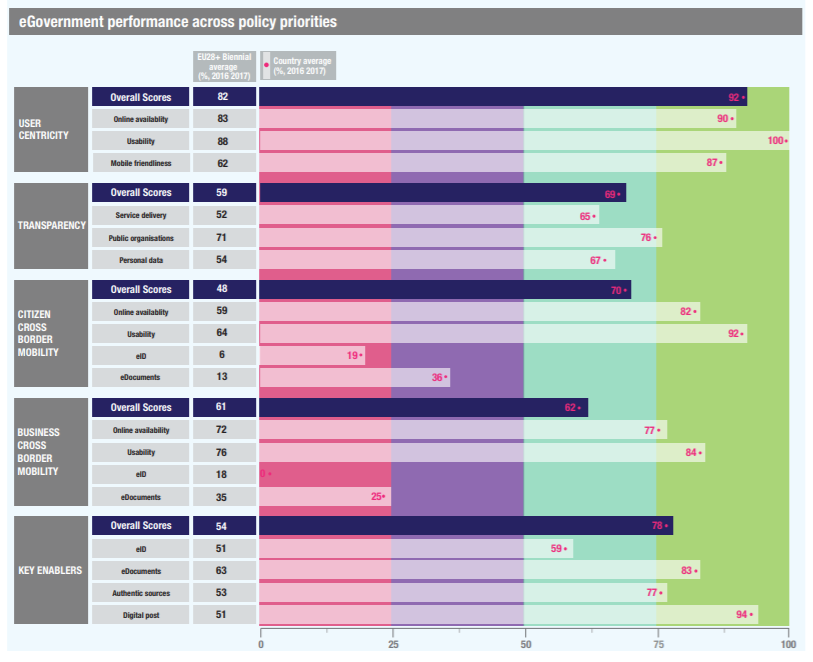 eGovernment performance across policy priorities
EU28+ Biennial
average
(%, 2016 2017)
Country average
(%, 2016 2017)
USER
CENTRICITY
Overall Scores 82 92
Online availablity 83 90
Usability 88 100
Mobile friendliness 62 87
TRANSPARENCY
Overall Scores 59 69
Service delivery 52 65
Public organisations 71 76
Personal data 54 67
CITIZEN
CROSS
BORDER
MOBILITY
Overall Scores 48 70
Online availablity 59 82
Usability 64 92
eID 6 19
eDocuments 13 36
BUSINESS
CROSS
BORDER
MOBILITY
Overall Scores 61 62
Online availability 72 77
Usability 76 84
eID 18 0
eDocuments 35 25
KEY ENABLERS
Overall Scores 54 78
eID 51 59
eDocuments 63 83
Authentic sources 53 77
Digital post 51 94
0 25 50 75 100